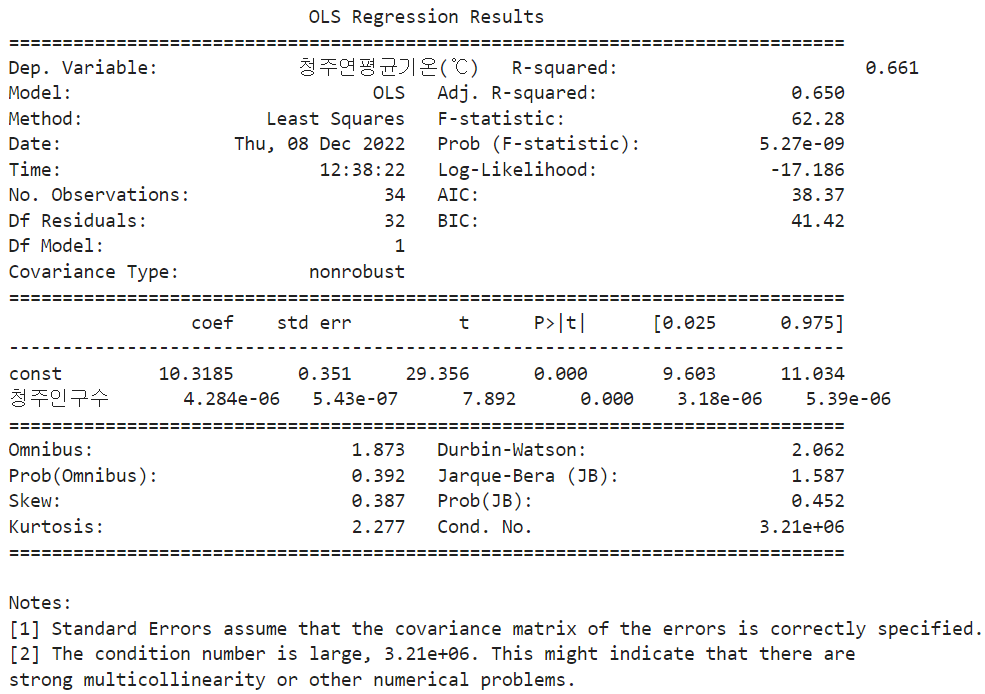 OLS Regression Results
==============================================================================
Dep. Variable: 청주연평균기온(℃) R-squared: 0.661
Model: OLS Adj. R-squared: 0.650
Method: Least Squares F-statistic: 62.28
Date: Thu, 08 Dec 2022 Prob (F-statistic): 5.27e-09
Time: 12:38:22 Log-Likelihood: -17.186
No. Observations: 34 AIC: 38.37
Df Residuals: 32 BIC: 41.42
Df Model: 1
Covariance Type: nonrobust
==============================================================================
coef std err t P>|t| [0.025 0.975]
------------------------------------------------------------------------------
const 10.3185 0.351 29.356 0.000 9.603 11.034
청주인구수 4.284e-06 5.43e-07 7.892 0.000 3.18e-06 5.39e-06
==============================================================================
Omnibus: 1.873 Durbin-Watson: 2.062
Prob(Omnibus): 0.392 Jarque-Bera (JB): 1.587
Skew: 0.387 Prob(JB): 0.452
Kurtosis: 2.277 Cond. No. 3.21e+06
==============================================================================
Notes:
[1] Standard Errors assume that the covariance matrix of the errors is correctly specified.
[2] The condition number is large, 3.21e+06. This might indicate that there are
strong multicollinearity or other numerical problems.